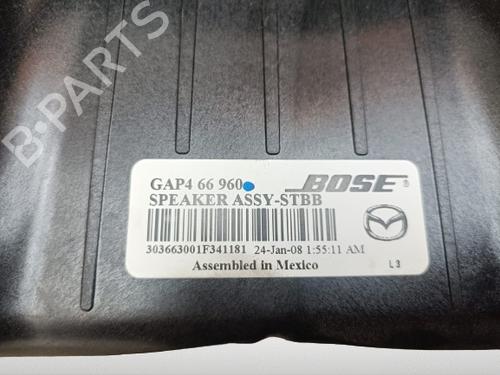 B-PARTS
GAP4 66 960
BOSE®
SPEAKER ASSY-STBB
303663001F341181 24-Jan-08 1:55:11 AM
Assembled in Mexico
L3